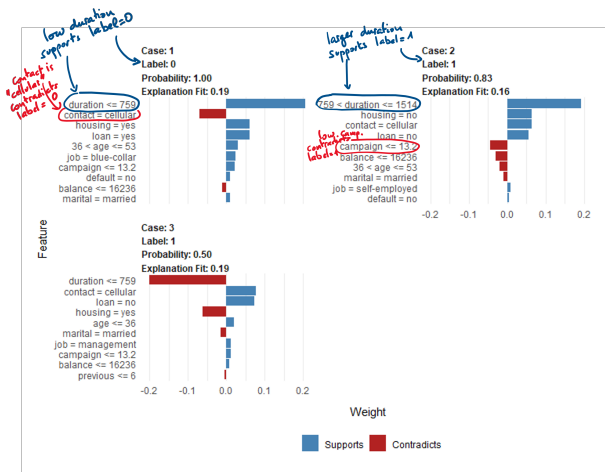 low duration
supports label=0
Case: 1
Label: 0
Probability: 1.00
Explanation Fit: 0.19
Contact is
"cellular"
contradicts
label = 0
duration <= 759
contact = cellular
housing = yes
loan = yes
36 < age <= 53
job = blue-collar
campaign <= 13.2
default = no
balance <= 16236
marital = married
larger duration
supports label=1
Case: 2
Label: 1
Probability: 0.83
Explanation Fit: 0.16
759 < duration <= 1514
housing = no
contact = cellular
loan = no
low camp.
contradicts
label=1
campaign <= 13.2
balance <= 16236
36 < age <= 53
marital = married
job = self-employed
default = no
-0.2 -0.1 0.0 0.1 0.2
Case: 3
Label: 1
Probability: 0.50
Explanation Fit: 0.19
Feature
duration <= 759
contact = cellular
loan = no
housing = yes
age <= 36
marital = married
job = management
campaign <= 13.2
balance <= 16236
previous <= 6
-0.2 -0.1 0.0 0.1 0.2
Weight
Supports Contradicts